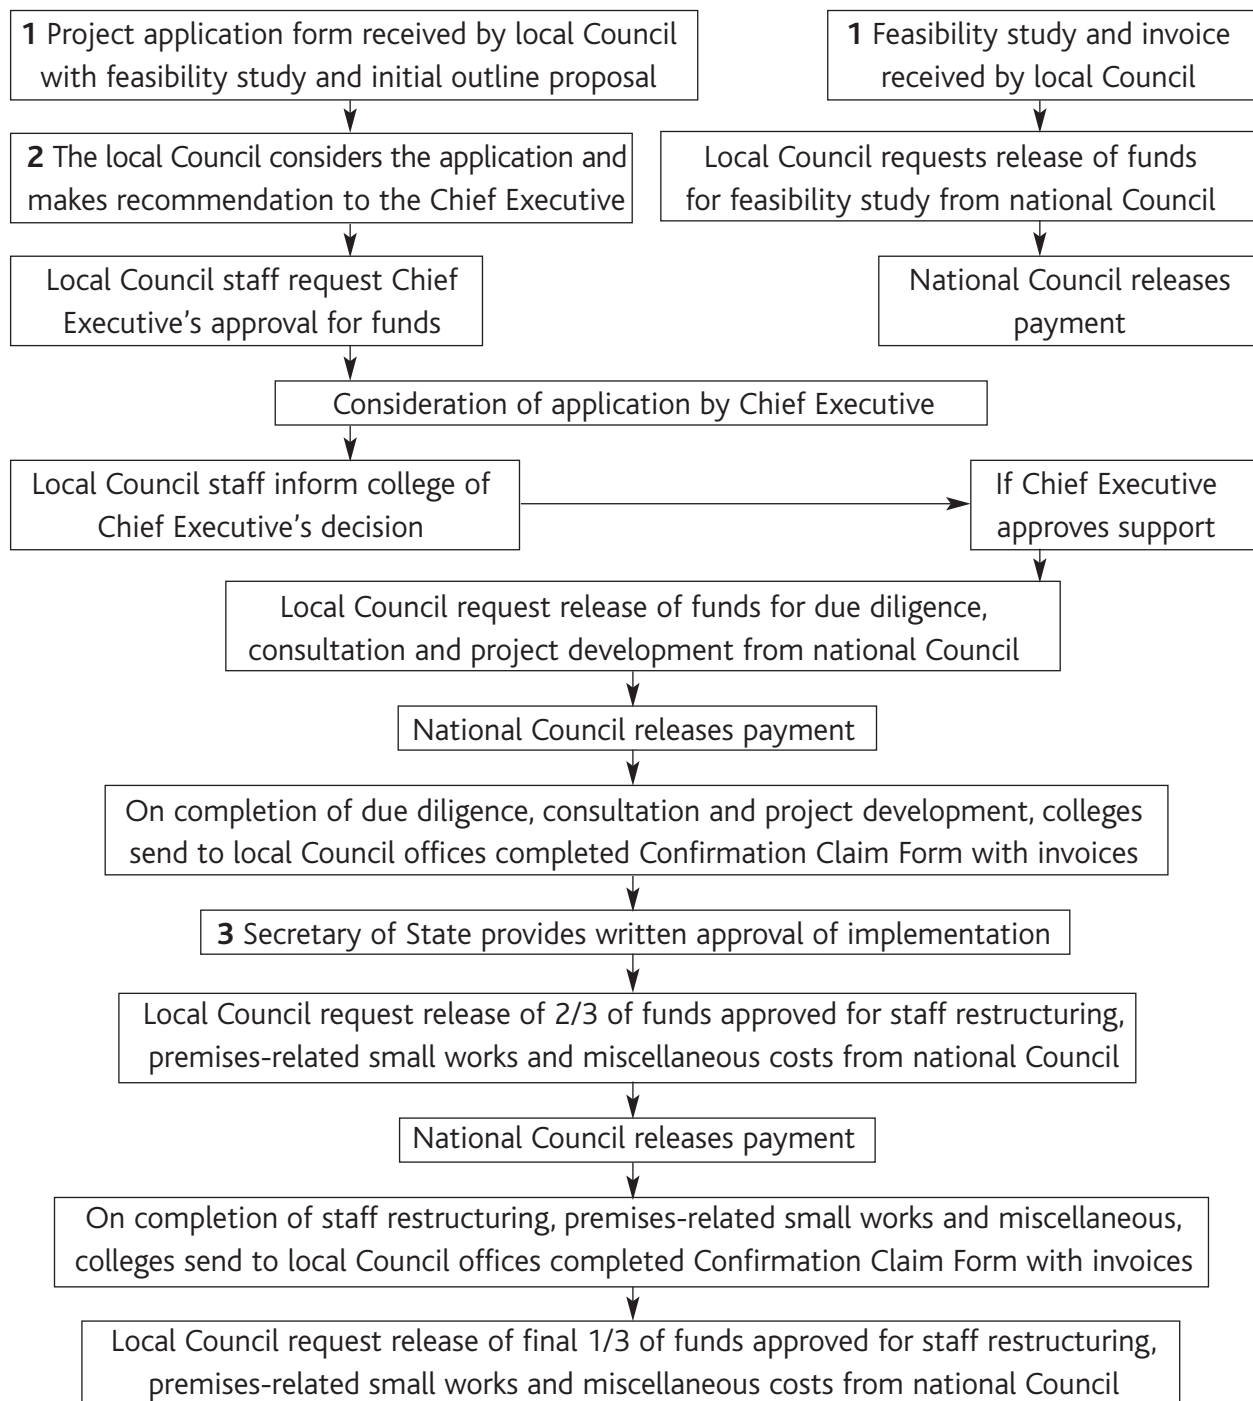 1 Project application form received by local Council
with feasibility study and initial outline proposal
1 Feasibility study and invoice
received by local Council
2 The local Council considers the application and
makes recommendation to the Chief Executive
Local Council requests release of funds
for feasibility study from national Council
Local Council staff request Chief
Executive’s approval for funds
National Council releases
payment
Consideration of application by Chief Executive
Local Council staff inform college of
Chief Executive’s decision
If Chief Executive
approves support
Local Council request release of funds for due diligence,
consultation and project development from national Council
National Council releases payment
On completion of due diligence, consultation and project development, colleges
send to local Council offices completed Confirmation Claim Form with invoices
3 Secretary of State provides written approval of implementation
Local Council request release of 2/3 of funds approved for staff restructuring,
premises-related small works and miscellaneous costs from national Council
National Council releases payment
On completion of staff restructuring, premises-related small works and miscellaneous,
colleges send to local Council offices completed Confirmation Claim Form with invoices
Local Council request release of final 1/3 of funds approved for staff restructuring,
premises-related small works and miscellaneous costs from national Council